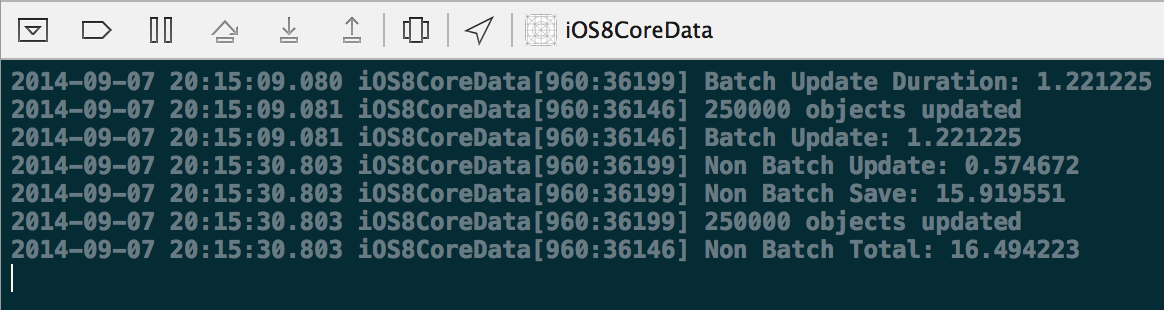 iOS8CoreData
2014-09-07 20:15:09.080 iOS8CoreData[960:36199] Batch Update Duration: 1.221225
2014-09-07 20:15:09.081 iOS8CoreData[960:36146] 250000 objects updated
2014-09-07 20:15:09.081 iOS8CoreData[960:36146] Batch Update: 1.221225
2014-09-07 20:15:30.803 iOS8CoreData[960:36199] Non Batch Update: 0.574672
2014-09-07 20:15:30.803 iOS8CoreData[960:36199] Non Batch Save: 15.919551
2014-09-07 20:15:30.803 iOS8CoreData[960:36199] 250000 objects updated
2014-09-07 20:15:30.803 iOS8CoreData[960:36146] Non Batch Total: 16.494223